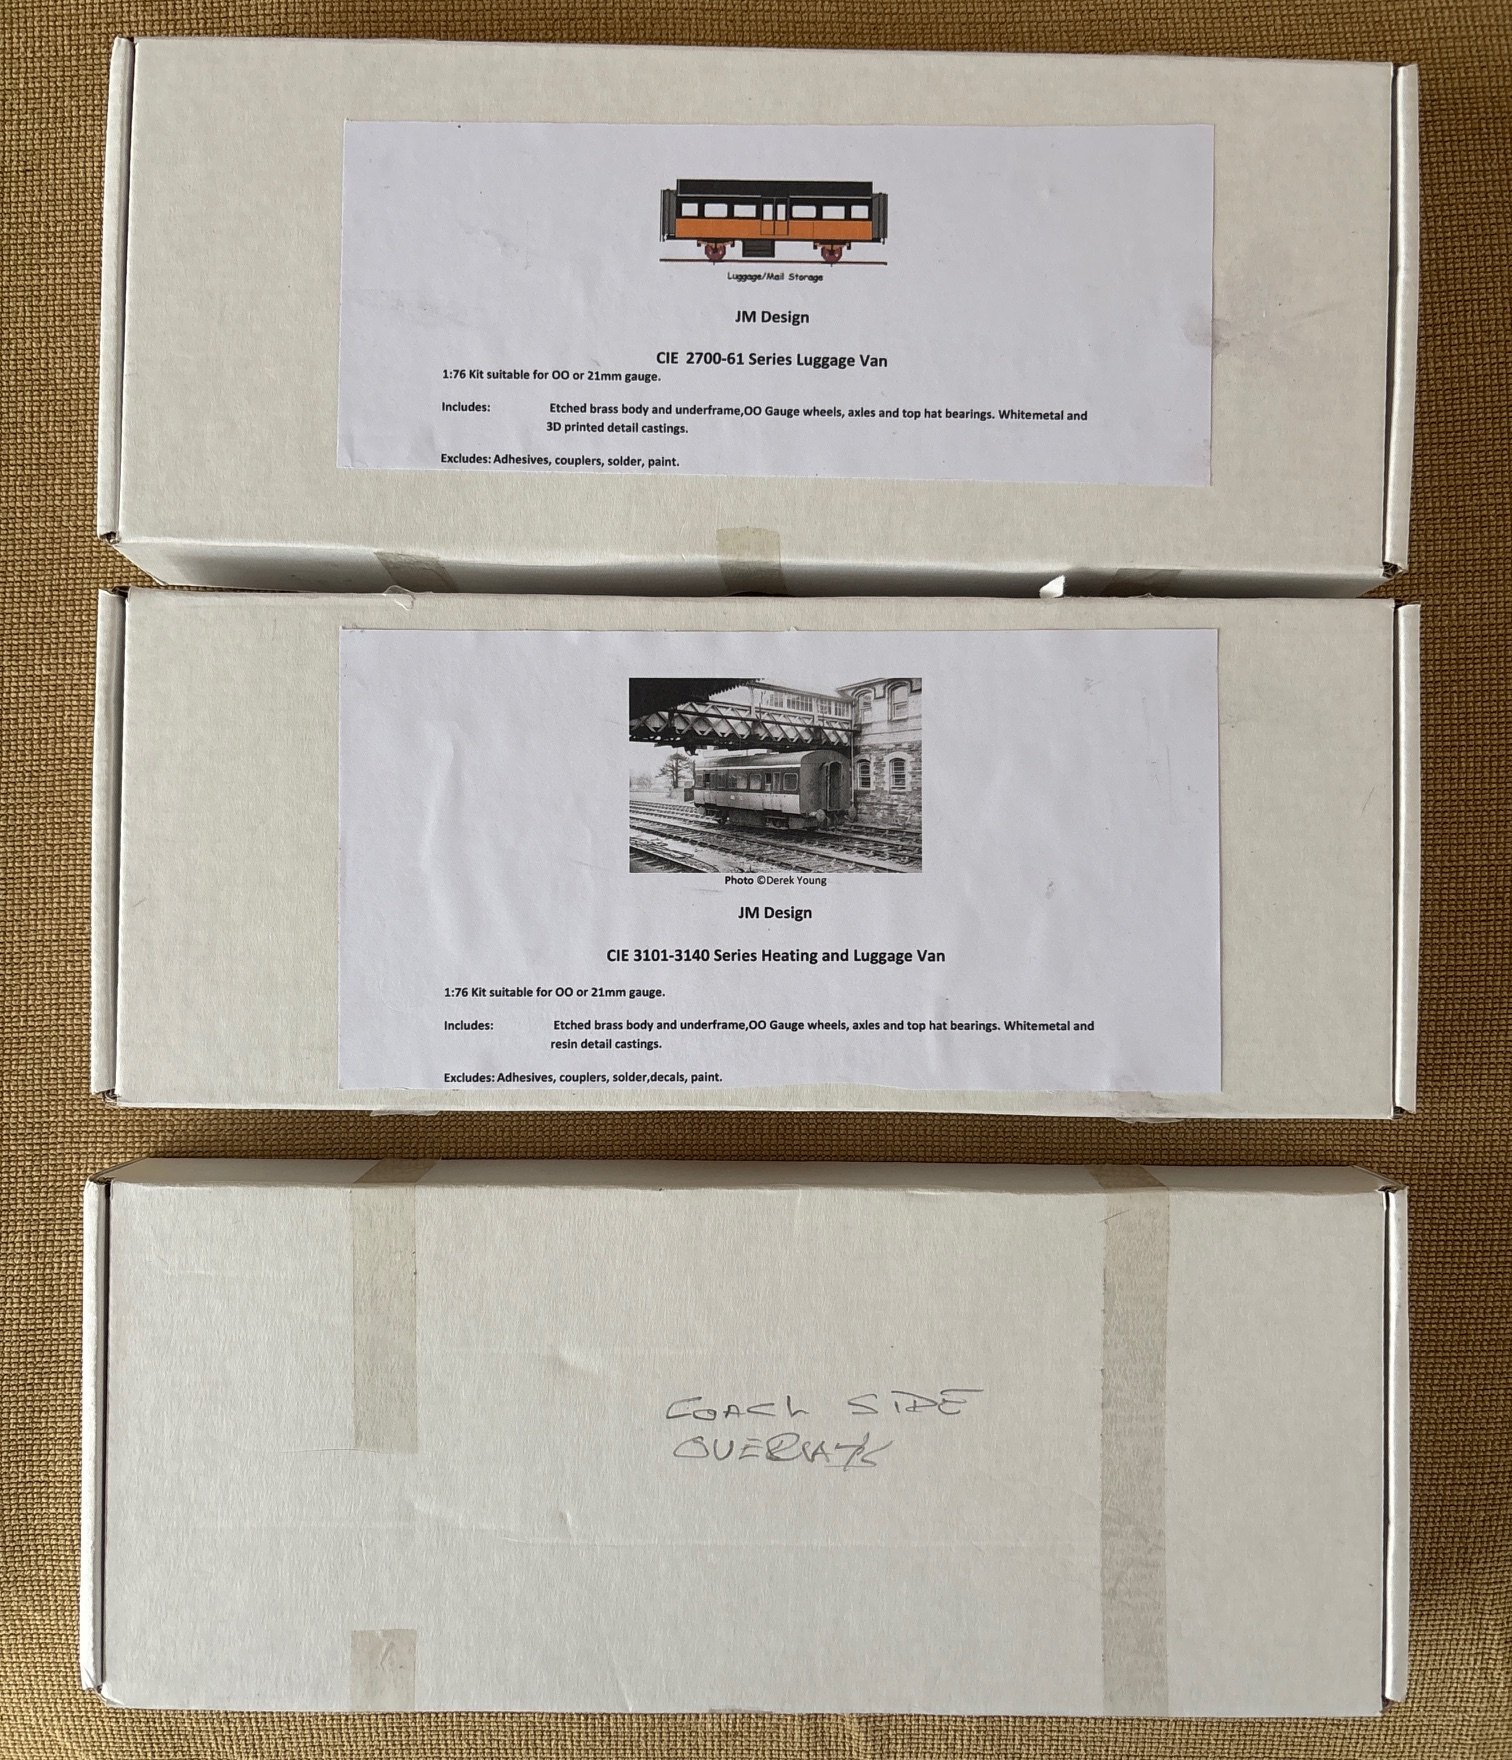 Luggage/Mail Storage
JM Design
CIE 2700-61 Series Luggage Van
1:76 Kit suitable for OO or 21mm gauge.
Includes: Etched brass body and underframe,OO Gauge wheels, axles and top hat bearings. Whitemetal and
3D printed detail castings.
Excludes: Adhesives, couplers, solder, paint.
Photo ©Derek Young
JM Design
CIE 3101-3140 Series Heating and Luggage Van
1:76 Kit suitable for OO or 21mm gauge.
Includes: Etched brass body and underframe,OO Gauge wheels, axles and top hat bearings. Whitemetal and
resin detail castings.
Excludes: Adhesives, couplers, solder,decals, paint.
COACH SIDE